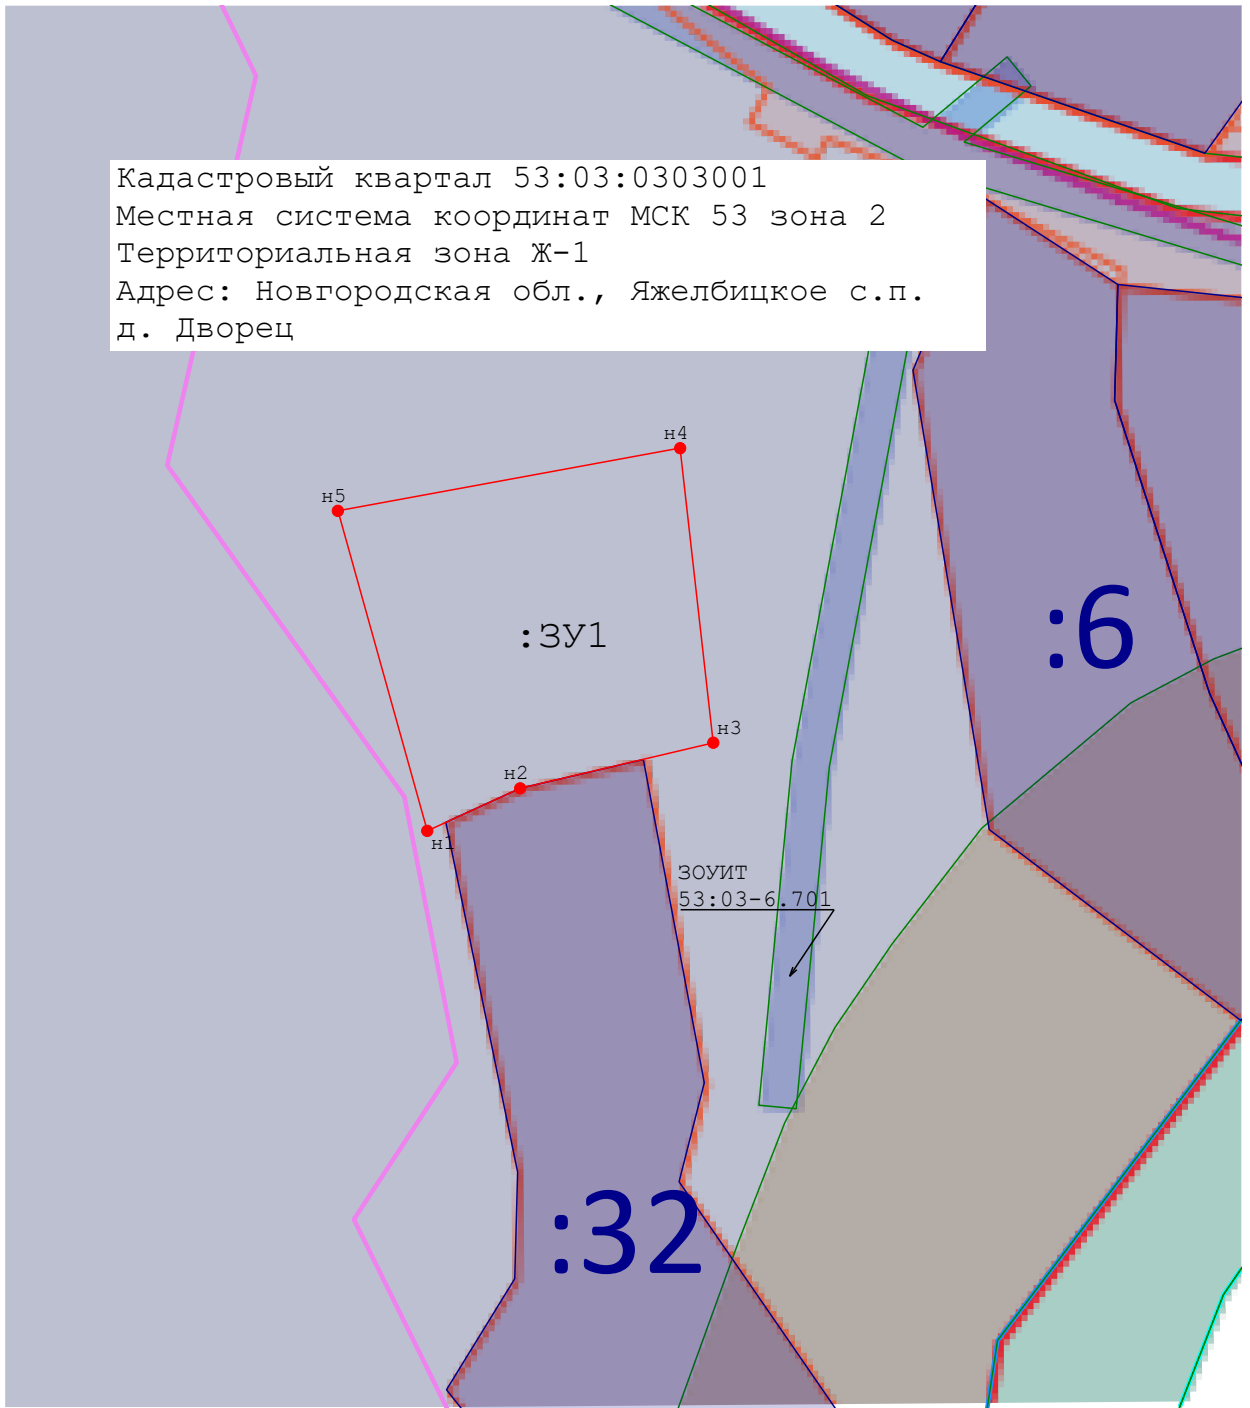 Кадастровый квартал 53:03:0303001
Местная система координат МСК 53 зона 2
Территориальная зона Ж-1
Адрес: Новгородская обл., Яжелбицкое с.п.
д. Дворец
н4
н5
:ЗУ1
:6
н3
н2
н1
ЗОУИТ
53:03-6.701
:32